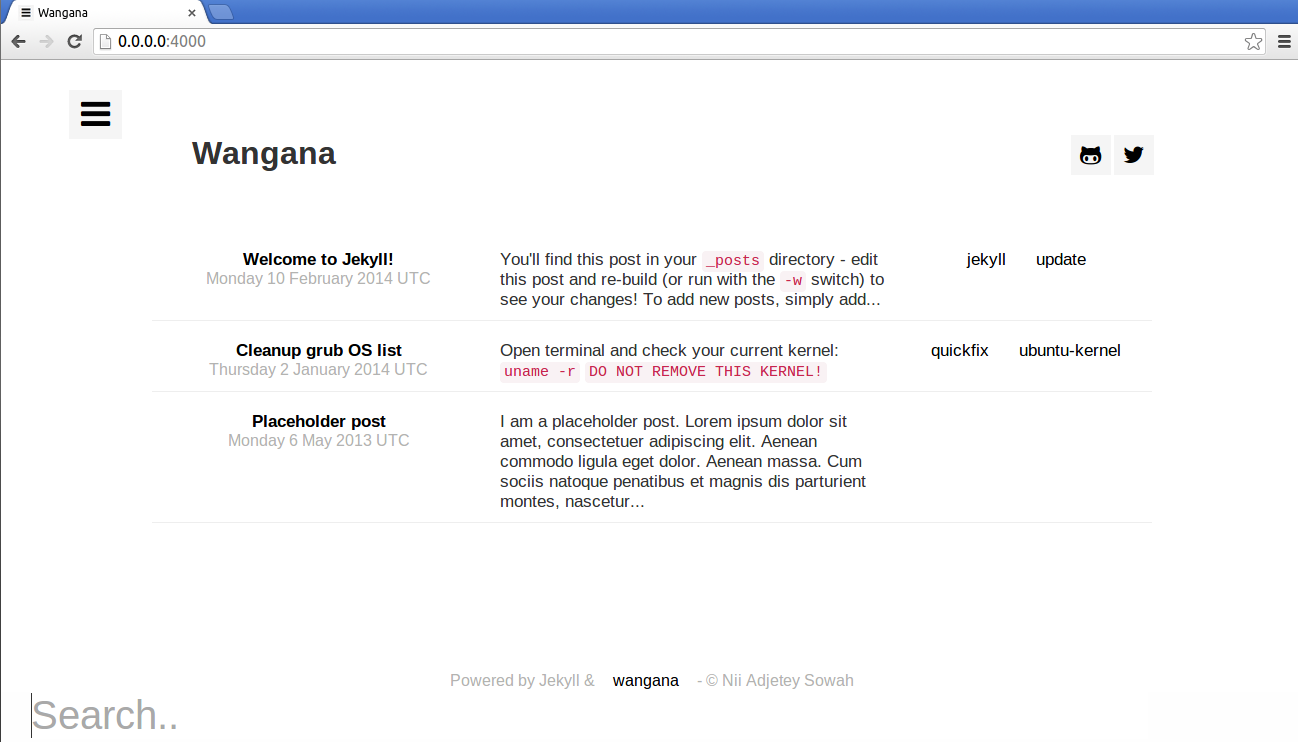 Wangana
0.0.0.0:4000
Wangana
Welcome to Jekyll!
Monday 10 February 2014 UTC
You'll find this post in your _posts directory - edit
this post and re-build (or run with the -w switch) to
see your changes! To add new posts, simply add...
jekyll update
Cleanup grub OS list
Thursday 2 January 2014 UTC
Open terminal and check your current kernel:
uname -r DO NOT REMOVE THIS KERNEL!
quickfix ubuntu-kernel
Placeholder post
Monday 6 May 2013 UTC
I am a placeholder post. Lorem ipsum dolor sit
amet, consectetuer adipiscing elit. Aenean
commodo ligula eget dolor. Aenean massa. Cum
sociis natoque penatibus et magnis dis parturient
montes, nascetur...
Powered by Jekyll & wangana - © Nii Adjetey Sowah
Search..